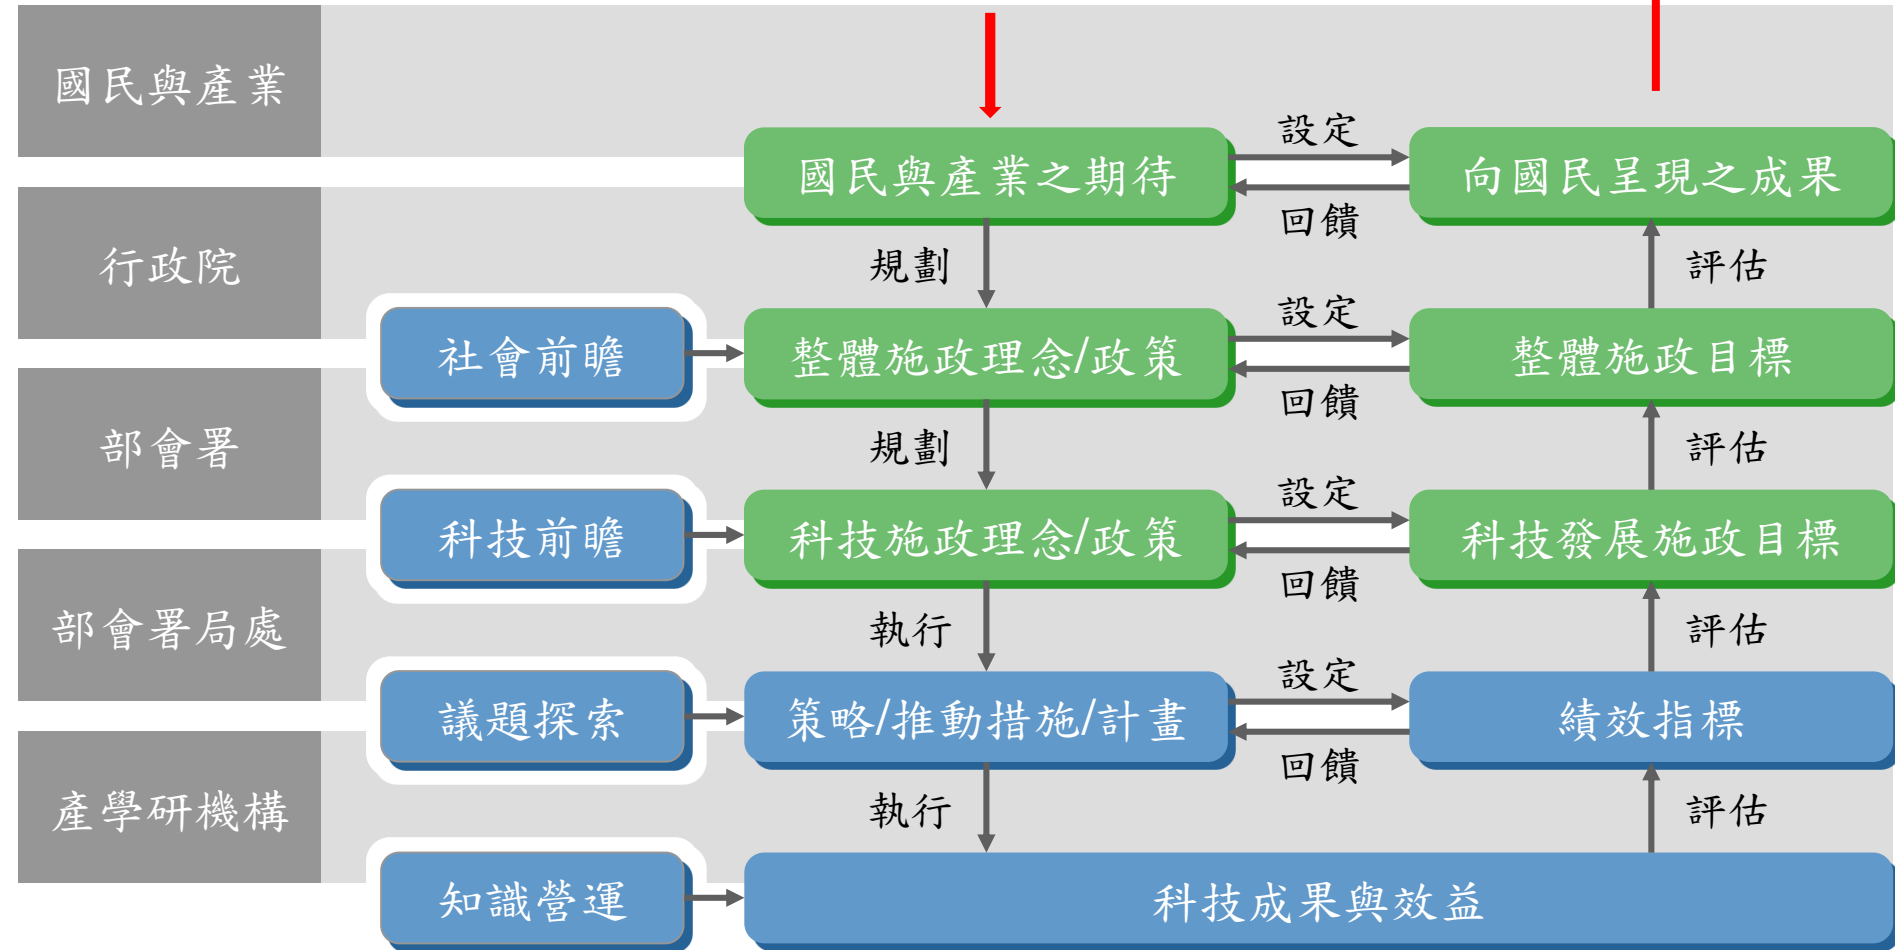 國民與產業
設定
國民與產業之期待
向國民呈現之成果
回饋
行政院
規劃
評估
設定
社會前瞻
整體施政理念/政策
整體施政目標
回饋
部會署
規劃
評估
設定
科技前瞻
科技施政理念/政策
科技發展施政目標
回饋
部會署局處
執行
評估
設定
議題探索
策略/推動措施/計畫
績效指標
回饋
產學研機構
執行
評估
知識營運
科技成果與效益